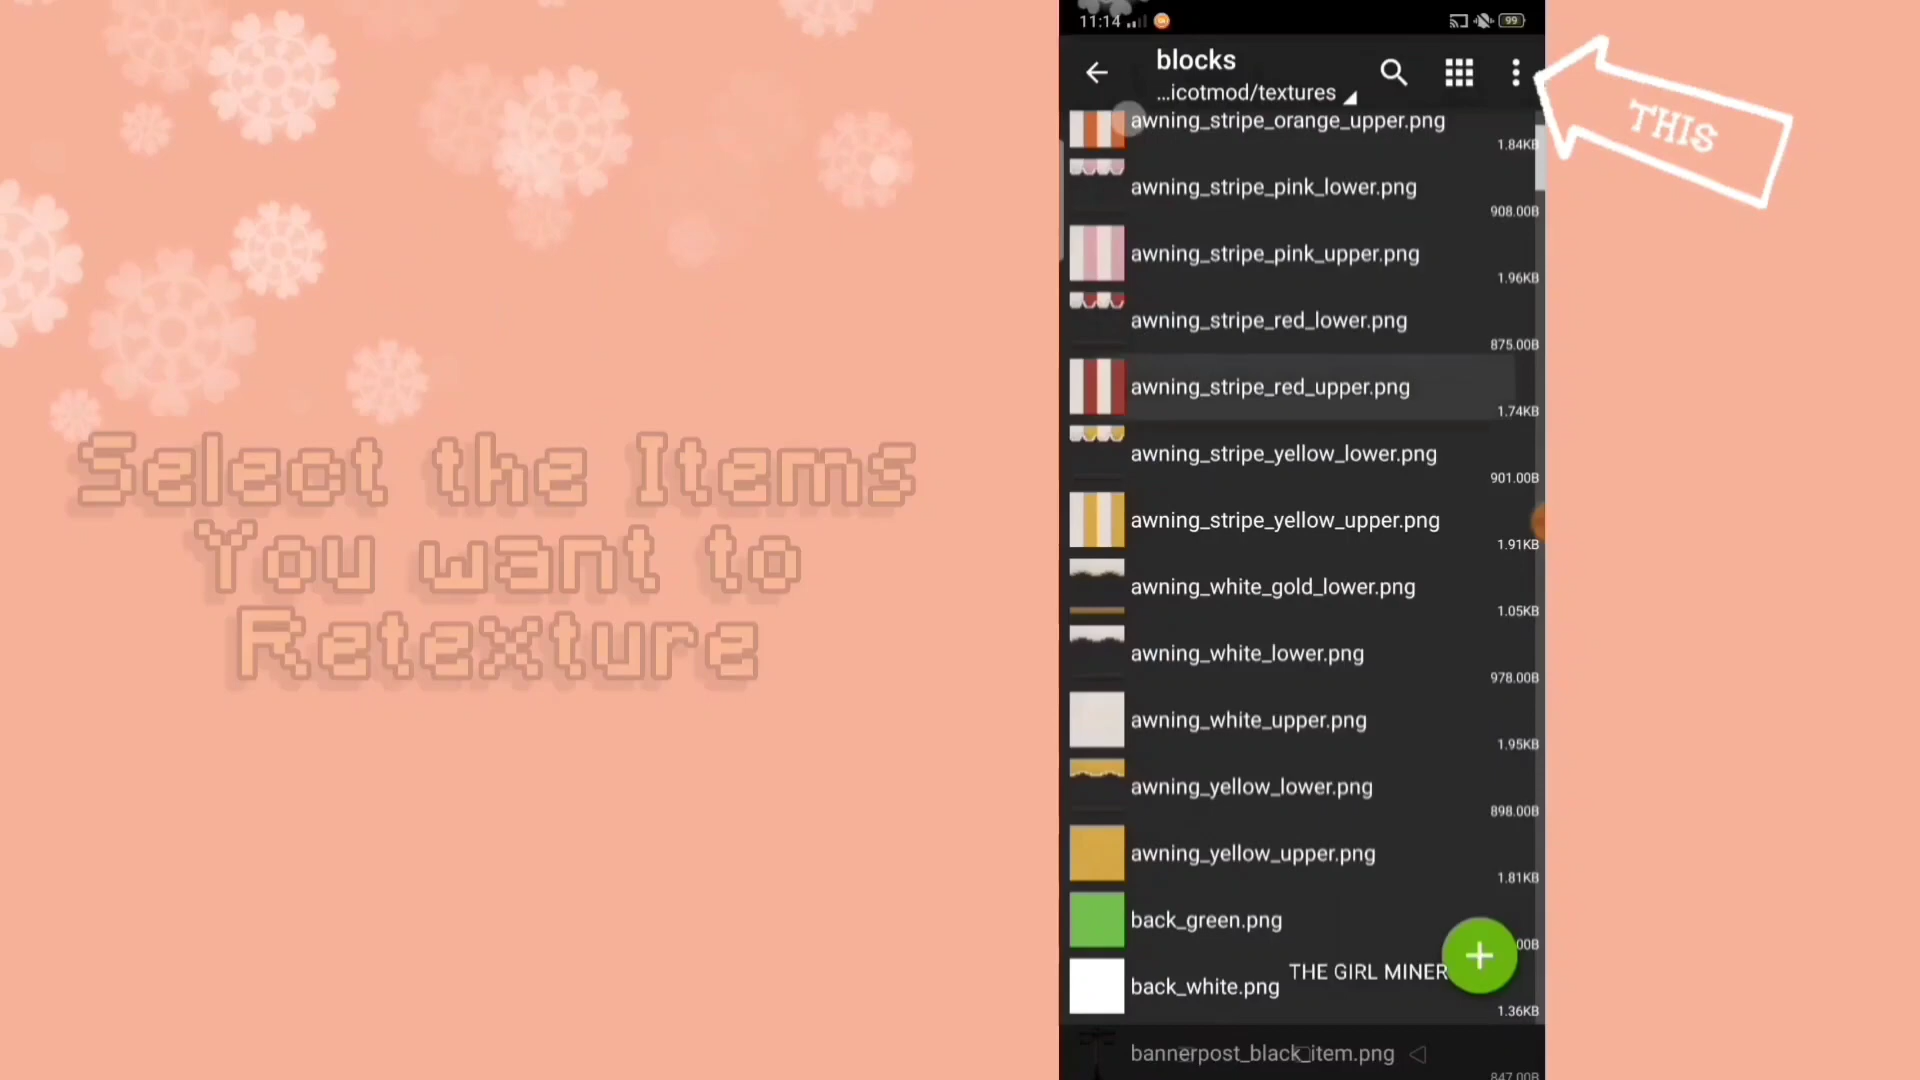 Select the Items
You want to
Retexture
11:14
99
blocks
...icotmod/textures
THIS
awning_stripe_orange_upper.png
1.84KB
awning_stripe_pink_lower.png
908.00B
awning_stripe_pink_upper.png
1.96KB
awning_stripe_red_lower.png
875.00B
awning_stripe_red_upper.png
1.74KB
awning_stripe_yellow_lower.png
901.00B
awning_stripe_yellow_upper.png
1.91KB
awning_white_gold_lower.png
1.05KB
awning_white_lower.png
978.00B
awning_white_upper.png
1.95KB
awning_yellow_lower.png
898.00B
awning_yellow_upper.png
1.81KB
back_green.png
THE GIRL MINER
back_white.png
1.36KB
bannerpost_black_item.png
847.00B